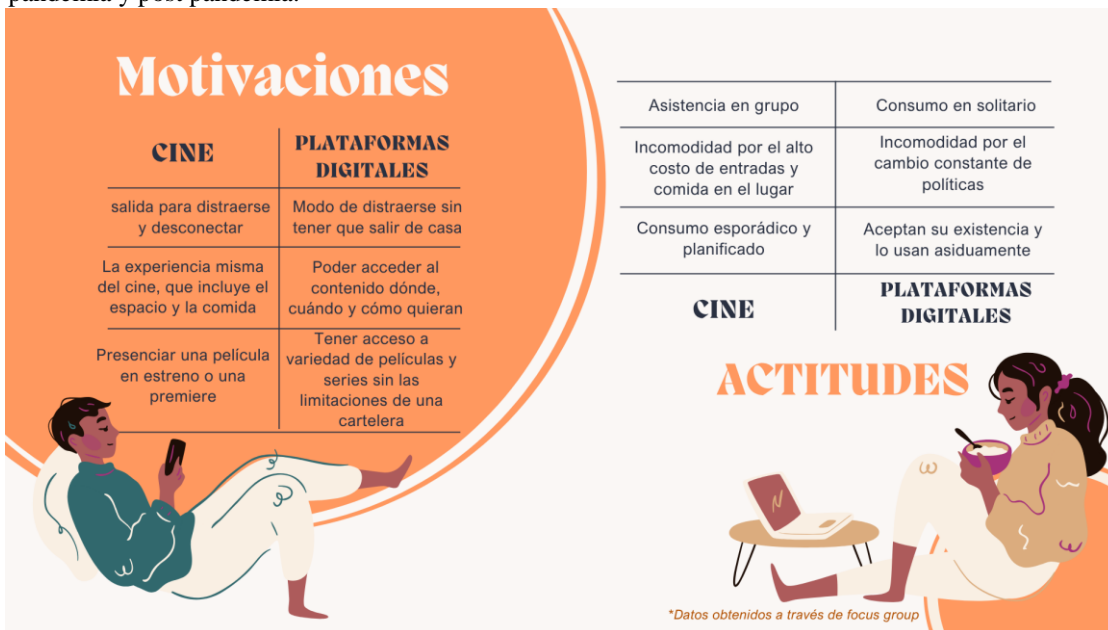 pandemia y post pandemia.
Motivaciones
CINE
PLATAFORMAS
DIGITALES
salida para distraerse
y desconectar
Modo de distraerse sin
tener que salir de casa
La experiencia misma
del cine, que incluye el
espacio y la comida
Poder acceder al
contenido dónde,
cuándo y cómo quieran
Presenciar una película
en estreno o una
premiere
Tener acceso a
variedad de películas y
series sin las
limitaciones de una
cartelera
Asistencia en grupo
Consumo en solitario
Incomodidad por el alto
costo de entradas y
comida en el lugar
Incomodidad por el
cambio constante de
políticas
Consumo esporádico y
planificado
Aceptan su existencia y
lo usan asiduamente
CINE
PLATAFORMAS
DIGITALES
ACTITUDES
N
*Datos obtenidos a través de focus group